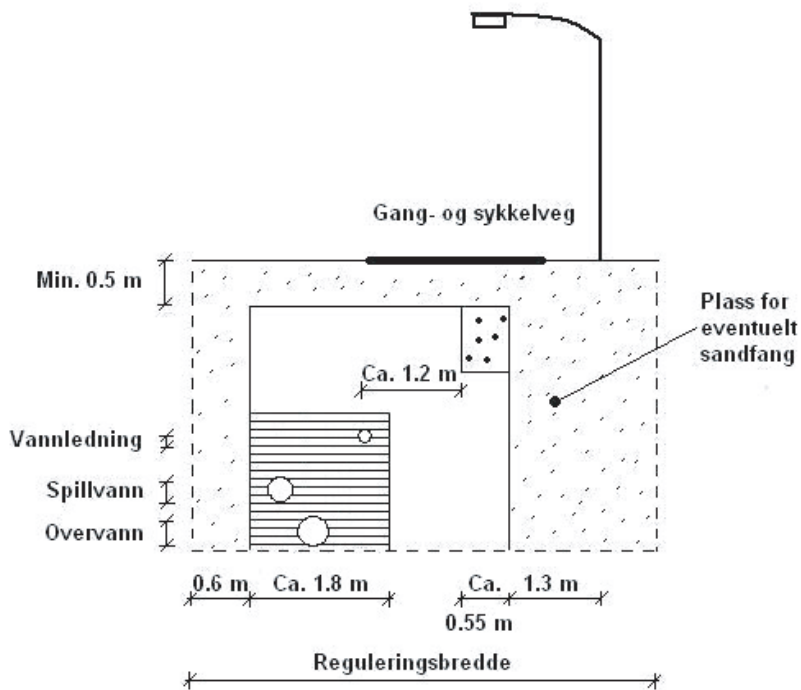 Gang- og sykkelveg
Min. 0.5 m
Plass for
eventuelt
sandfang
Ca. 1.2 m
Vannledning
Spillvann
Overvann
0.6 m Ca. 1.8 m Ca. 1.3 m
0.55 m
Reguleringsbredde